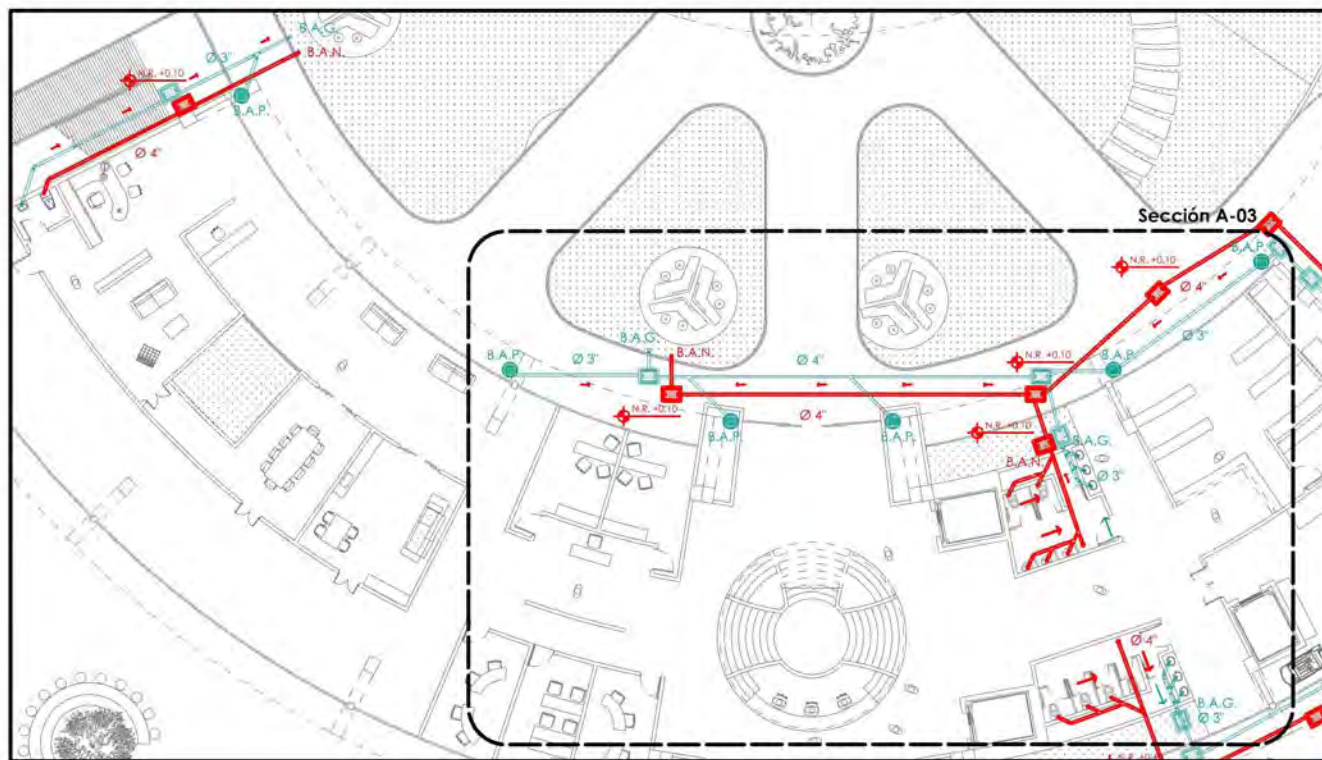 B.A.G.
Ø 3"
B.A.N.
N.R. +0.10
B.A.P.
Ø 4"
Sección A-03
B.A.P.
N.R. +0.10
Ø 4"
Ø 3"
B.A.G.
B.A.N.
B.A.P.
Ø 3"
Ø 4"
N.R. +0.10
B.A.P.
N.R. +0.10
Ø 4"
B.A.P.
B.A.P.
N.R. +0.10
B.A.G.
B.A.N.
Ø 3"
Ø 4"
B.A.G.
Ø 3"